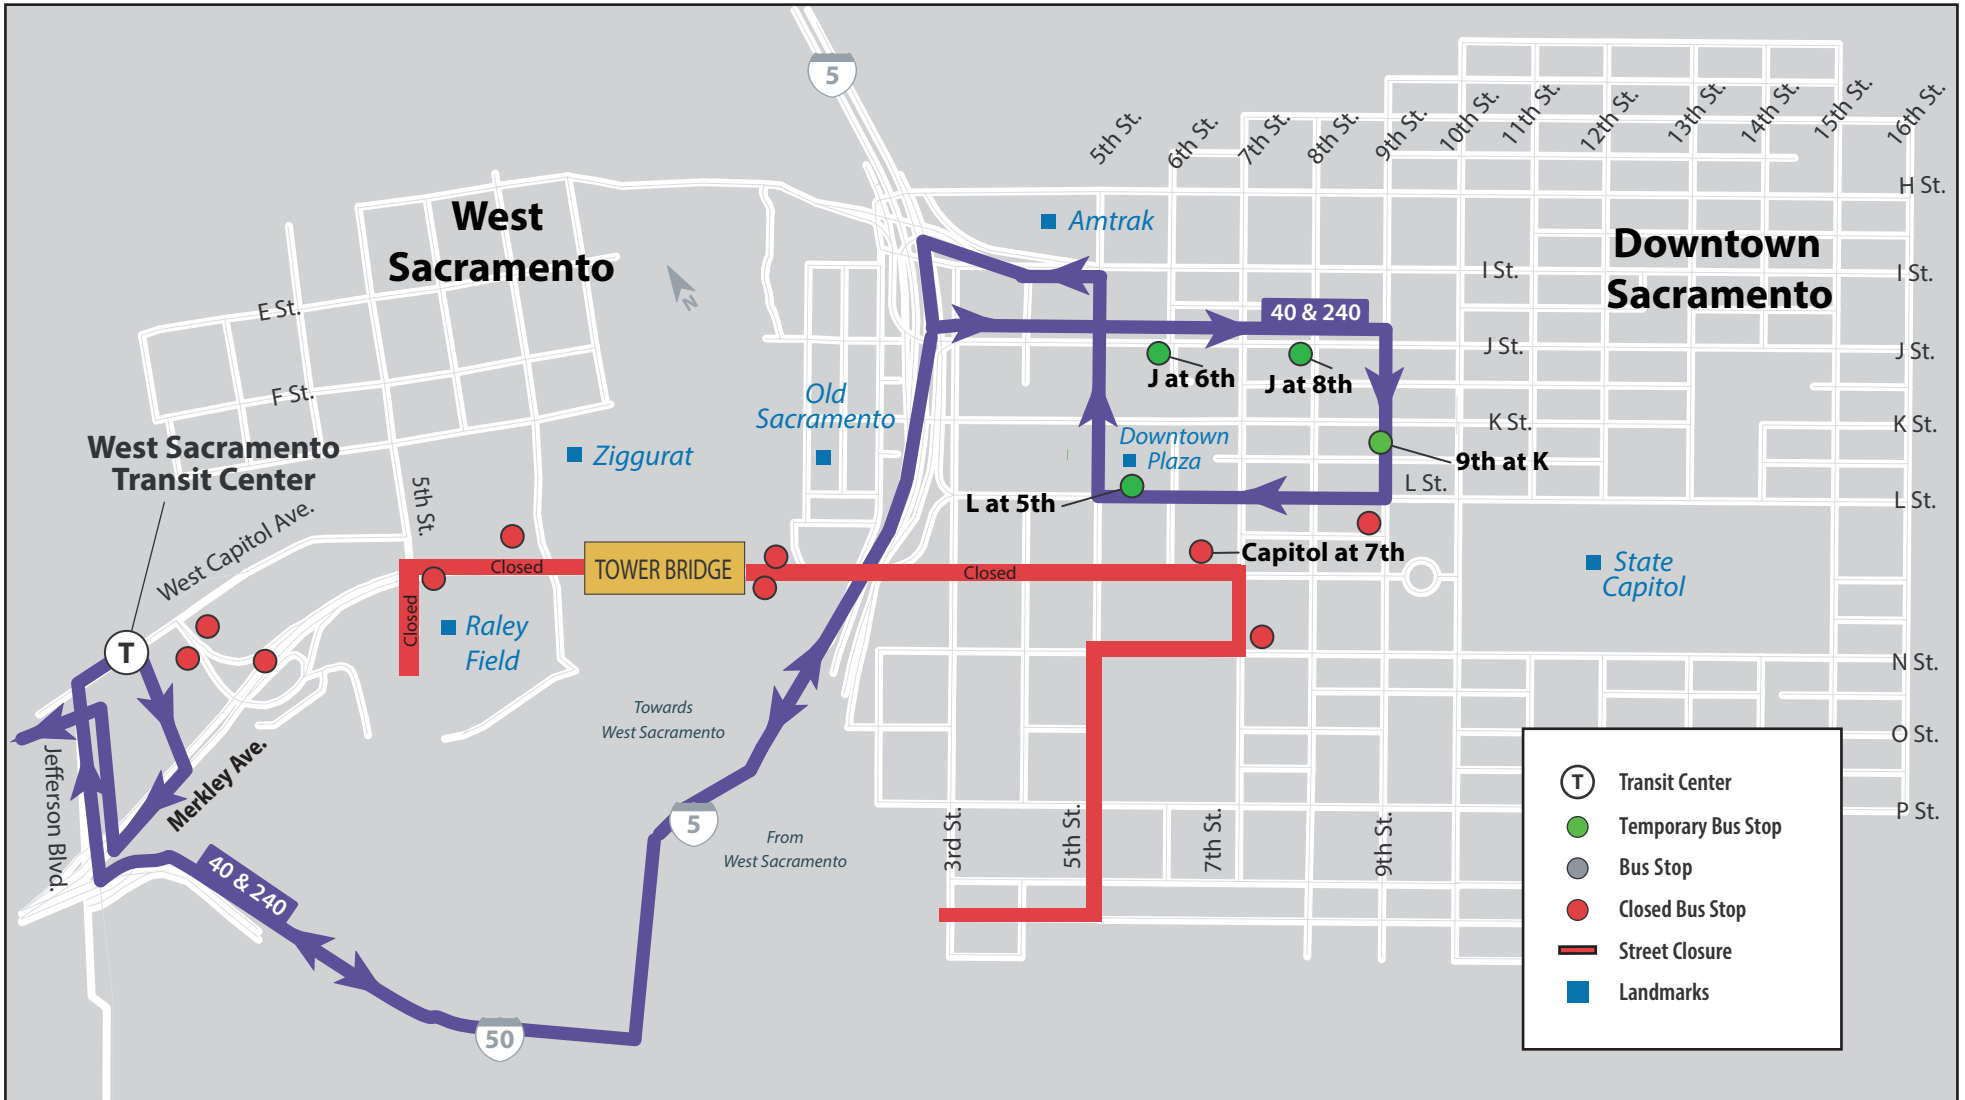 5
5th St.
6th St.
7th St.
8th St.
9th St.
10th St.
11th St.
12th St.
13th St.
14th St.
15th St.
16th St.
West
Sacramento
Amtrak
Downtown
Sacramento
H St.
I St.
I St.
N
E St.
F St.
40 & 240
J St.
J St.
J at 6th
J at 8th
Old
Sacramento
K St.
K St.
Downtown
Plaza
9th at K
West Sacramento
Transit Center
Ziggurat
L St.
L St.
L at 5th
5th St.
West Capitol Ave.
Closed
TOWER BRIDGE
Closed
Capitol at 7th
State
Capitol
Closed
Raley
Field
T
N St.
Towards
West Sacramento
O St.
Jefferson Blvd.
Merkley Ave.
5
From
West Sacramento
3rd St.
5th St.
7th St.
9th St.
P St.
40 & 240
50
T
Transit Center
Temporary Bus Stop
Bus Stop
Closed Bus Stop
Street Closure
Landmarks